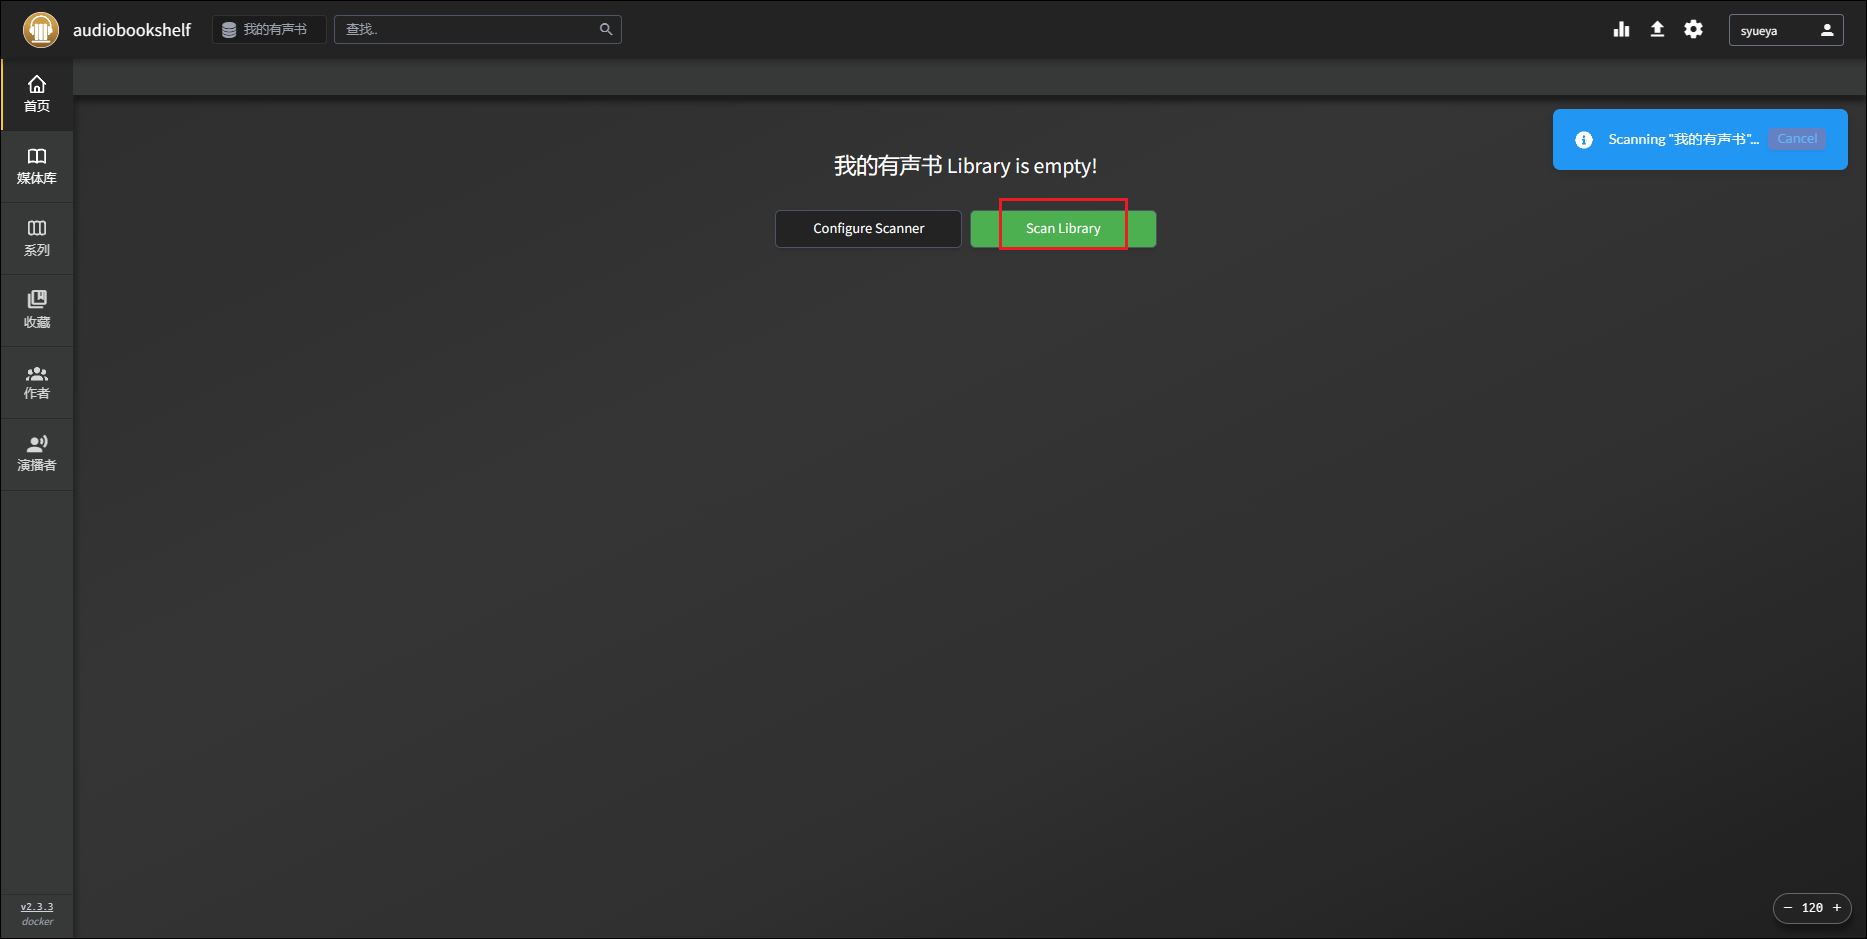 audiobookshelf
我的有声书
查找..
syueya
首页
媒体库
系列
收藏
作者
演播者
Scanning "我的有声书"...
Cancel
我的有声书 Library is empty!
Configure Scanner
Scan Library
v2.3.3
docker
− 120 +